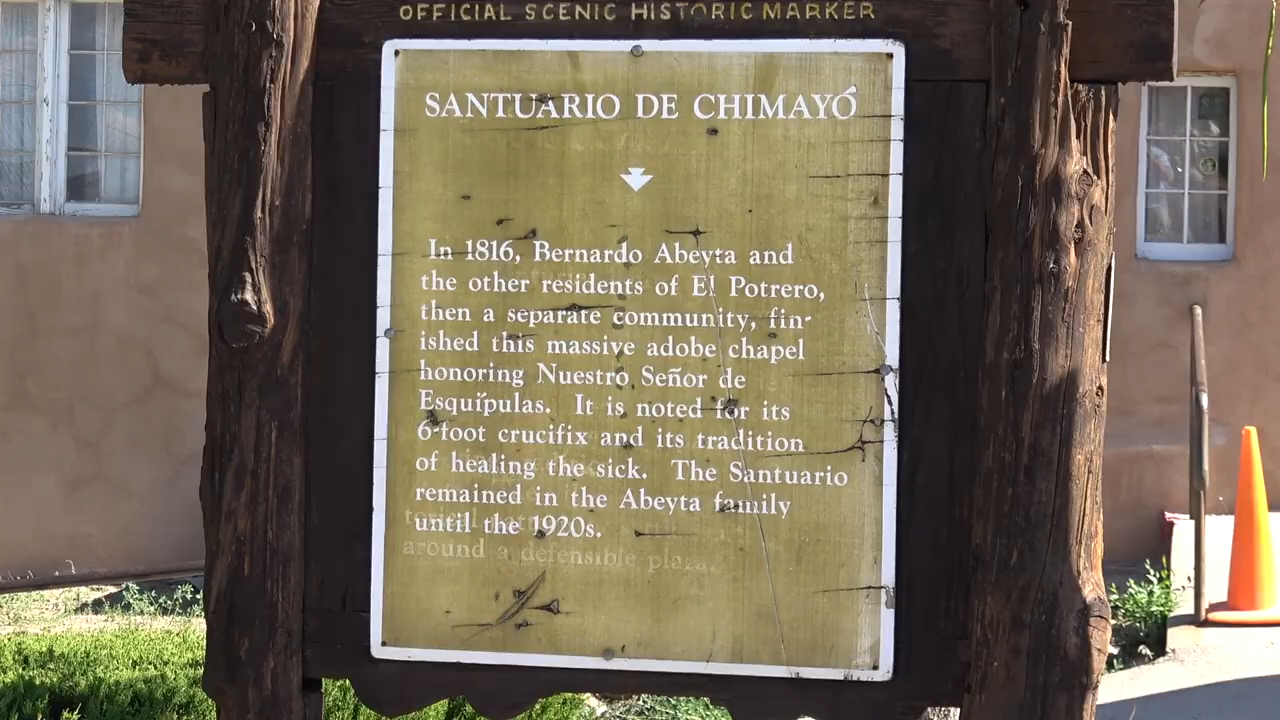 OFFICIAL SCENIC HISTORIC MARKER
SANTUARIO DE CHIMAYÓ
In 1816, Bernardo Abeyta and
the other residents of El Potrero,
then a separate community, fin-
ished this massive adobe chapel
honoring Nuestro Señor de
Esquípulas. It is noted for its
6-foot crucifix and its tradition
of healing the sick. The Santuario
remained in the Abeyta family
until the 1920s.
around a defensible plaza.